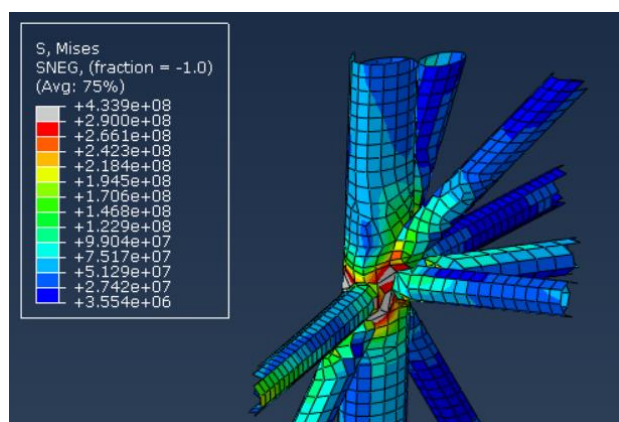 S, Mises
SNEG, (fraction = -1.0)
(Avg: 75%)
+4.339e+08
+2.900e+08
+2.661e+08
+2.423e+08
+2.184e+08
+1.945e+08
+1.706e+08
+1.468e+08
+1.229e+08
+9.904e+07
+7.517e+07
+5.129e+07
+2.742e+07
+3.554e+06